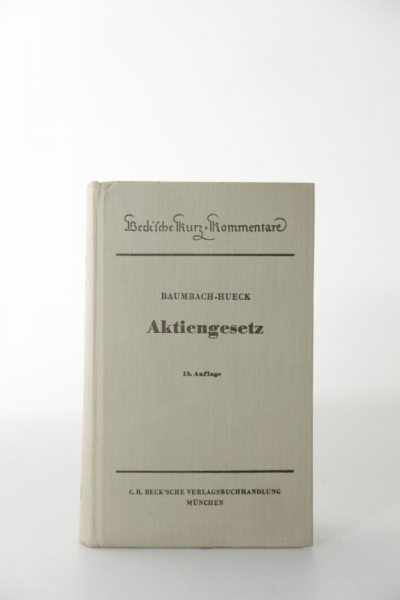 Beck'sche Kurz-Kommentare
BAUMBACH-HUECK
Aktiengesetz
13. Auflage
C. H. BECK'SCHE VERLAGSBUCHHANDLUNG
MÜNCHEN